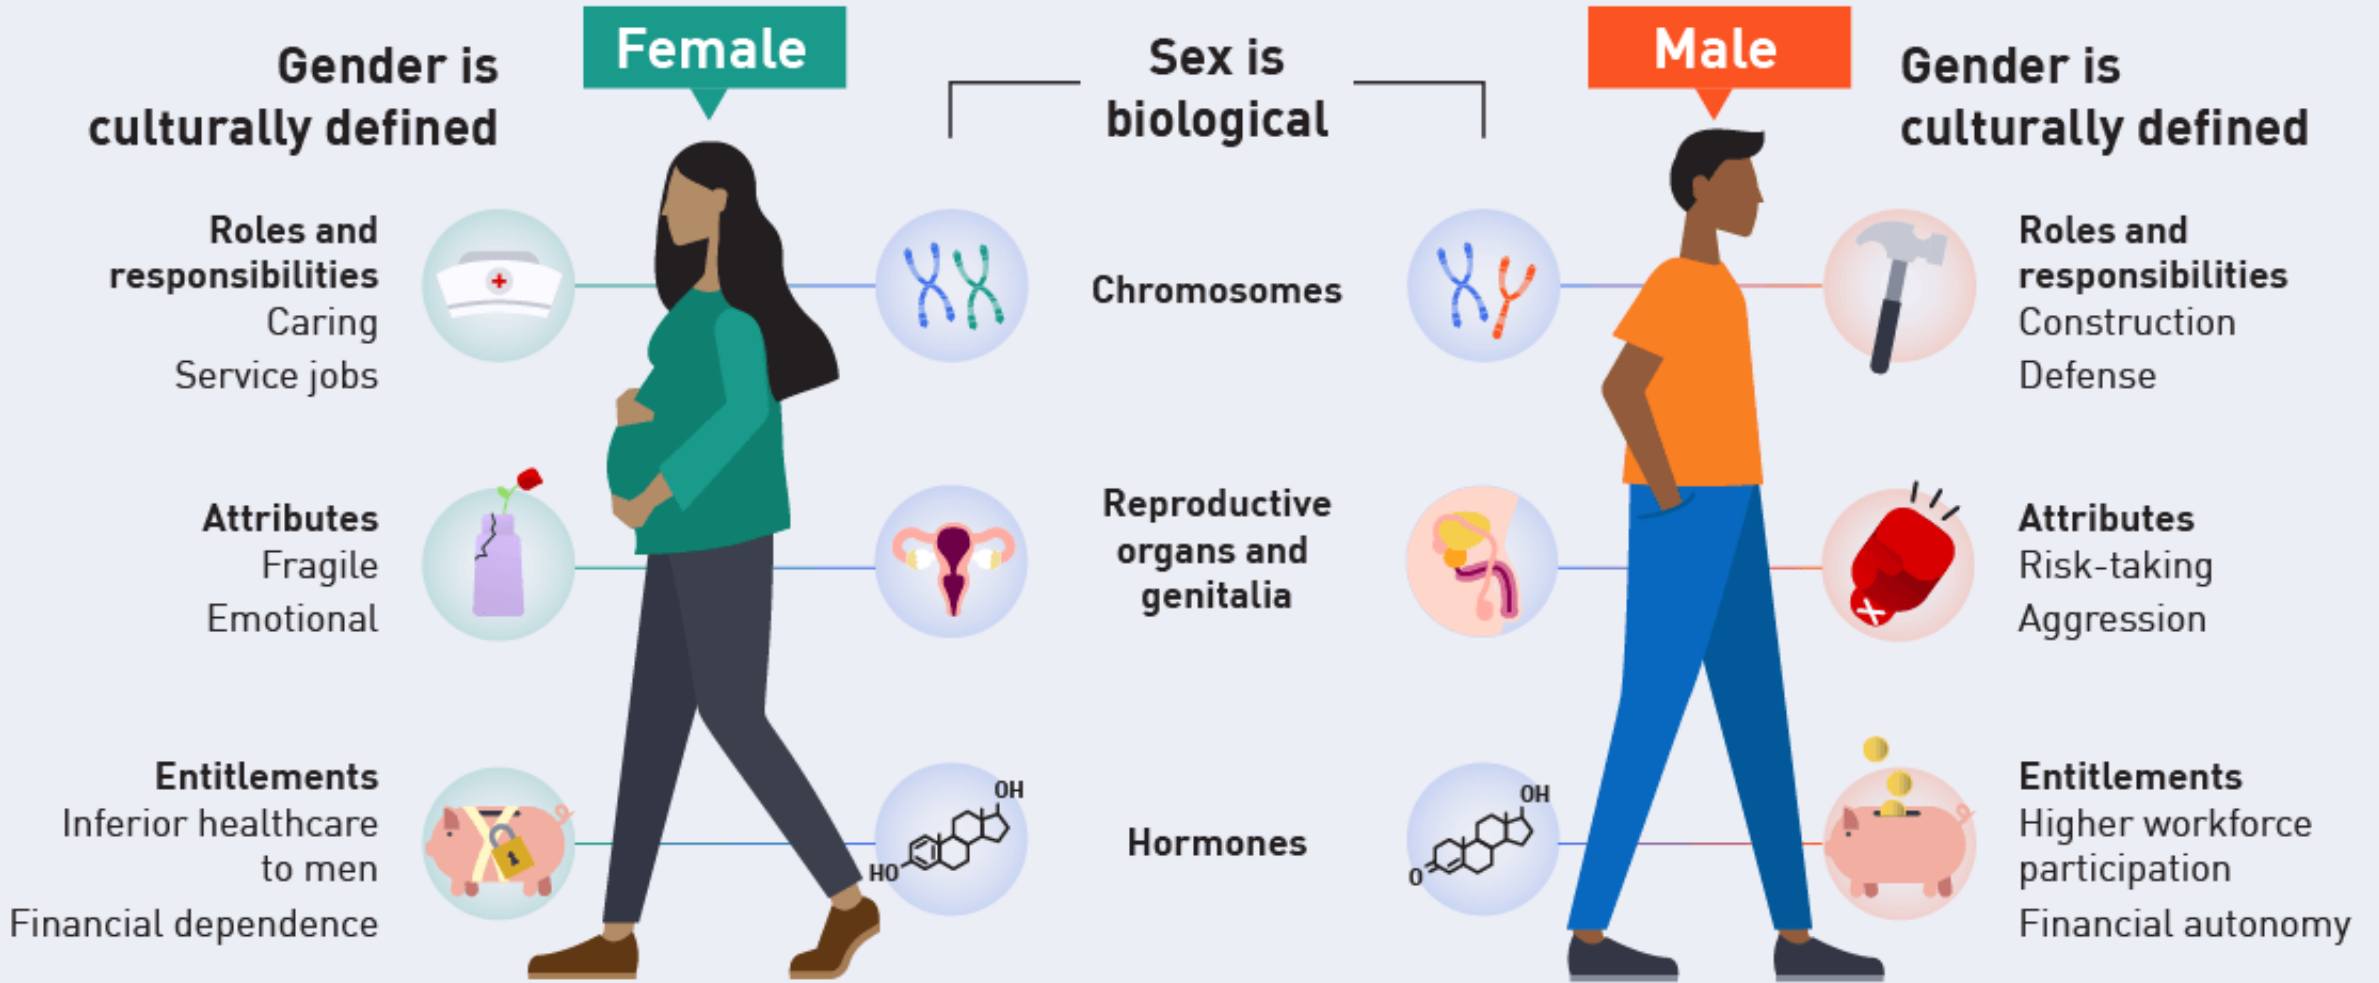 Gender is
culturally defined
Female
Sex is
biological
Male
Gender is
culturally defined
Roles and
responsibilities
Caring
Service jobs
Chromosomes
Roles and
responsibilities
Construction
Defense
Attributes
Fragile
Emotional
Reproductive
organs and
genitalia
Attributes
Risk-taking
Aggression
Entitlements
Inferior healthcare
to men
Financial dependence
OH
HO
Hormones
OH
O
Entitlements
Higher workforce
participation
Financial autonomy